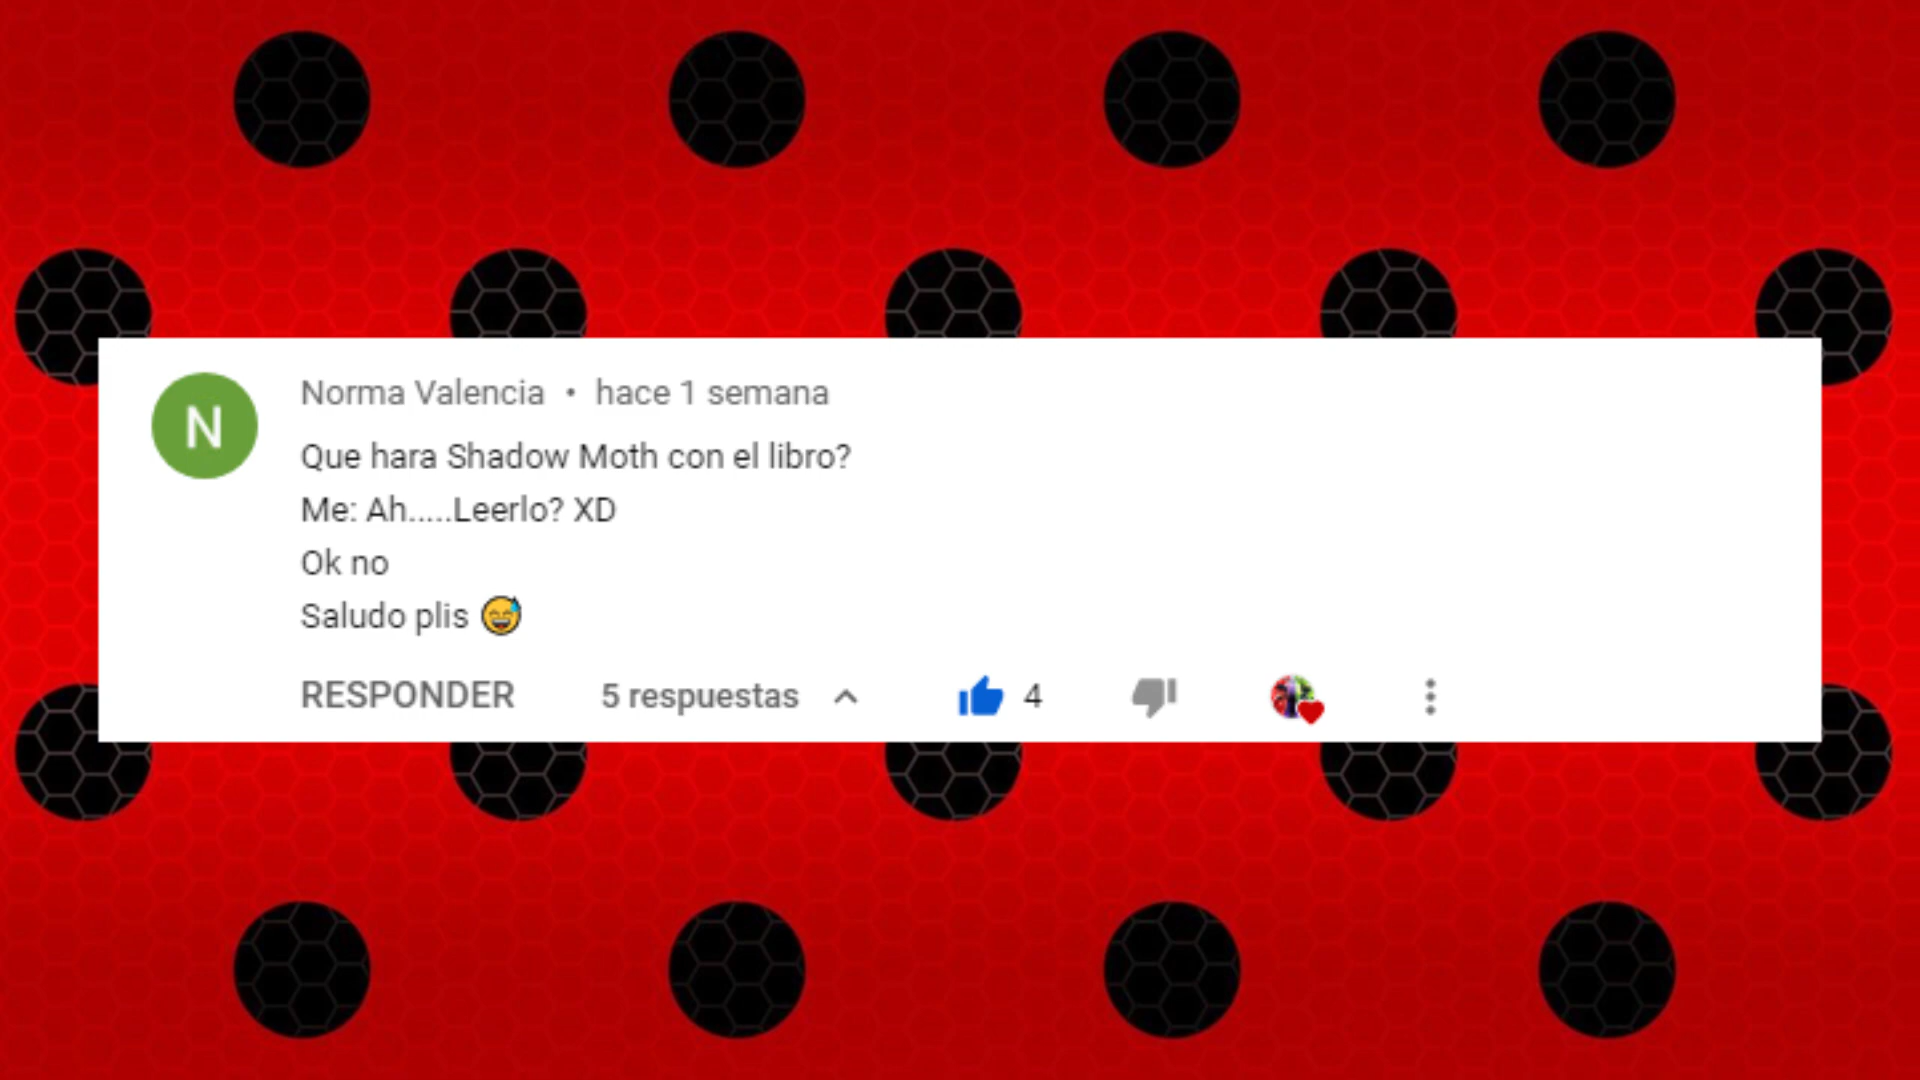 N
Norma Valencia • hace 1 semana
Que hara Shadow Moth con el libro?
Me: Ah.....Leerlo? XD
Ok no
Saludo plis 😅
RESPONDER 5 respuestas 4